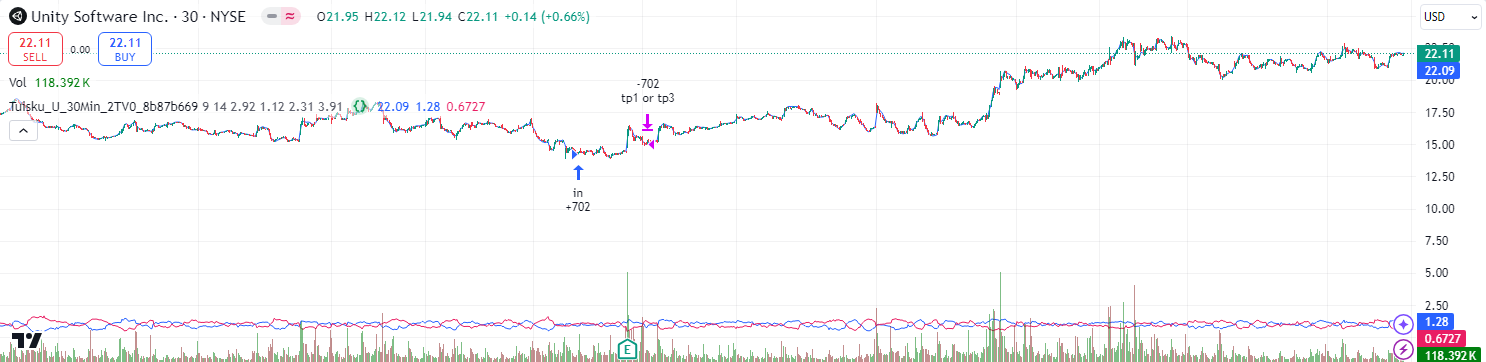 Unity Software Inc. · 30 · NYSE O21.95 H22.12 L21.94 C22.11 +0.14 (+0.66%)
USD
22.11
SELL
0.00
22.11
BUY
Vol 118.392 K
Tuisku_U_30Min_2TV0_8b87b669 9 14 2.92 1.12 2.31 3.91 22.09 1.28 0.6727
-702
tp1 or tp3
in
+702
E
22.11
22.09
20.00
17.50
15.00
12.50
10.00
7.50
5.00
2.50
1.28
0.6727
118.392 K